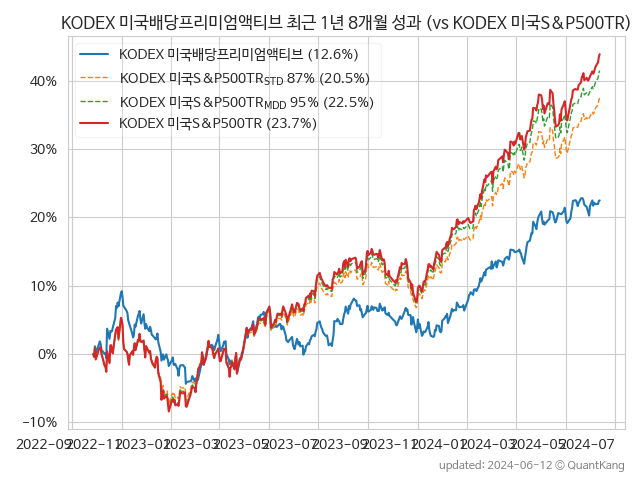 KODEX 미국배당프리미엄액티브 최근 1년 8개월 성과 (vs KODEX 미국S&P500TR)
KODEX 미국배당프리미엄액티브 (12.6%)
KODEX 미국S&P500TRSTD 87% (20.5%)
KODEX 미국S&P500TRMDD 95% (22.5%)
KODEX 미국S&P500TR (23.7%)
40%
30%
20%
10%
0%
−10%
2022-09 2022-11 2023-01 2023-03 2023-05 2023-07 2023-09 2023-11 2024-01 2024-03 2024-05 2024-07
updated: 2024-06-12 © QuantKang